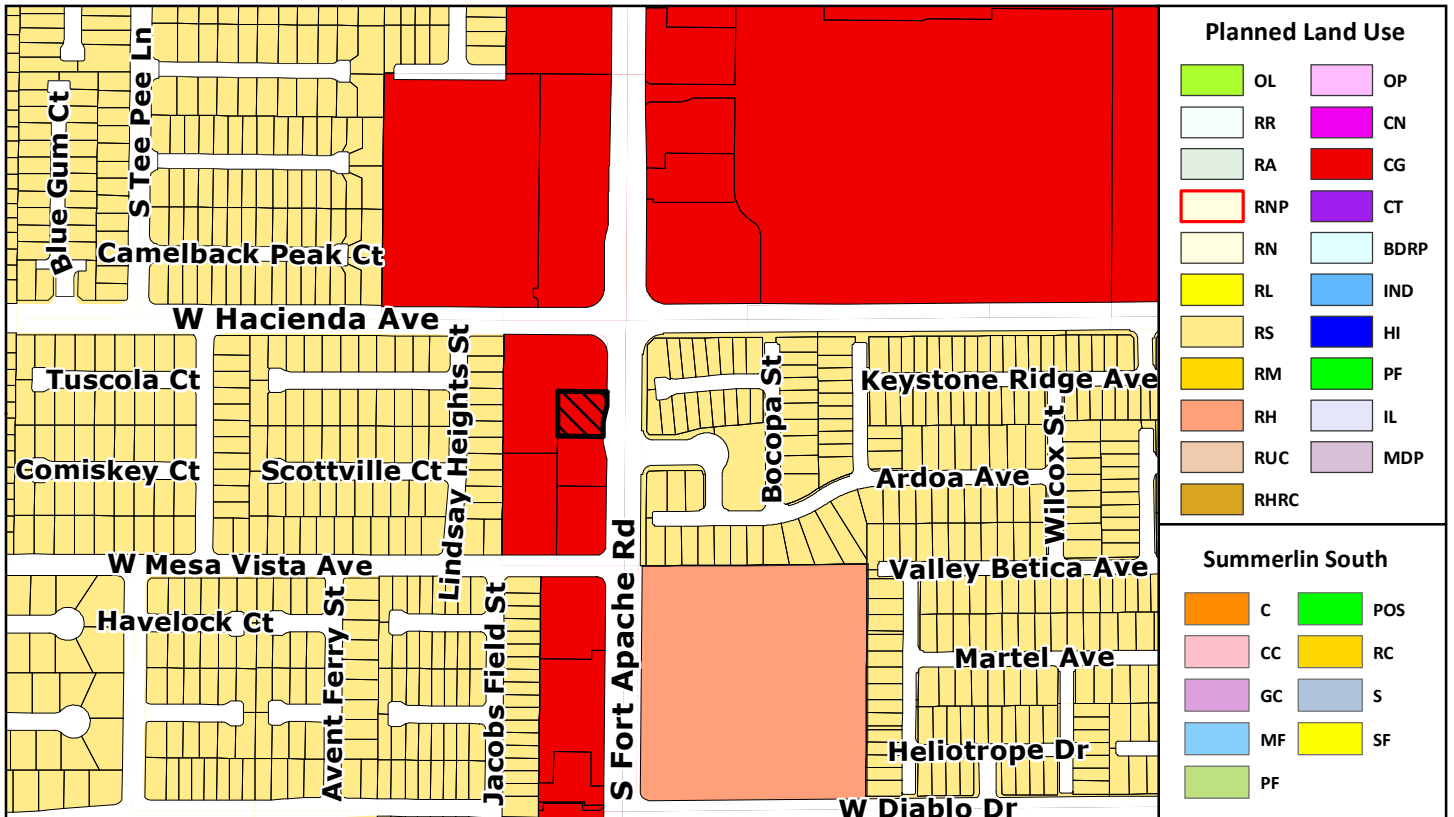 S Tee Pee Ln
Blue Gum Ct
Camelback Peak Ct
W Hacienda Ave
Tuscola Ct
Lindsay Heights St
Comiskey Ct
Scottville Ct
Bocopa St
Keystone Ridge Ave
Wilcox St
Ardoa Ave
W Mesa Vista Ave
Valley Betica Ave
Havelock Ct
Avent Ferry St
Jacobs Field St
S Fort Apache Rd
Martel Ave
Heliotrope Dr
W Diablo Dr
Planned Land Use
OL
RR
RA
RNP
RN
RL
RS
RM
RH
RUC
RHRC
OP
CN
CG
CT
BDRP
IND
HI
PF
IL
MDP
Summerlin South
C
CC
GC
MF
PF
POS
RC
S
SF